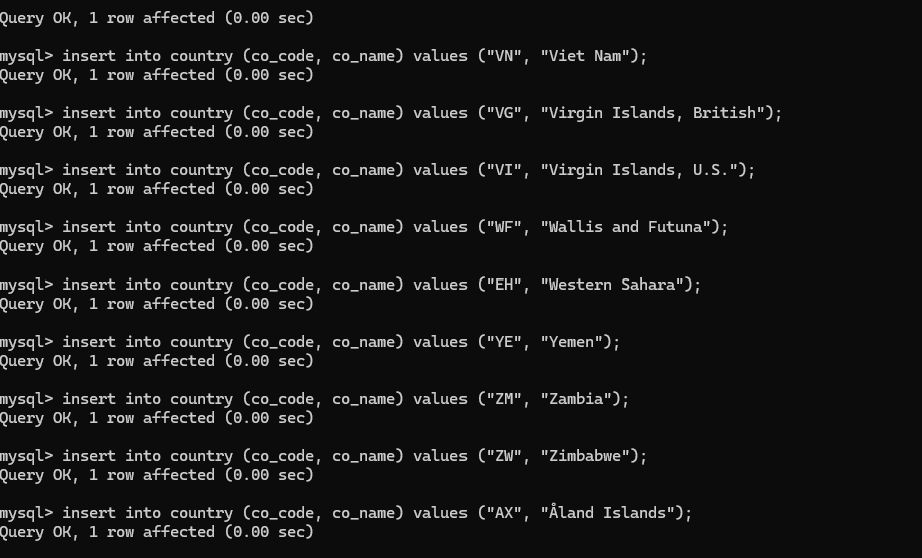 Query OK, 1 row affected (0.00 sec)
mysql> insert into country (co_code, co_name) values ("VN", "Viet Nam");
Query OK, 1 row affected (0.00 sec)
mysql> insert into country (co_code, co_name) values ("VG", "Virgin Islands, British");
Query OK, 1 row affected (0.00 sec)
mysql> insert into country (co_code, co_name) values ("VI", "Virgin Islands, U.S.");
Query OK, 1 row affected (0.00 sec)
mysql> insert into country (co_code, co_name) values ("WF", "Wallis and Futuna");
Query OK, 1 row affected (0.00 sec)
mysql> insert into country (co_code, co_name) values ("EH", "Western Sahara");
Query OK, 1 row affected (0.00 sec)
mysql> insert into country (co_code, co_name) values ("YE", "Yemen");
Query OK, 1 row affected (0.00 sec)
mysql> insert into country (co_code, co_name) values ("ZM", "Zambia");
Query OK, 1 row affected (0.00 sec)
mysql> insert into country (co_code, co_name) values ("ZW", "Zimbabwe");
Query OK, 1 row affected (0.00 sec)
mysql> insert into country (co_code, co_name) values ("AX", "Åland Islands");
Query OK, 1 row affected (0.00 sec)